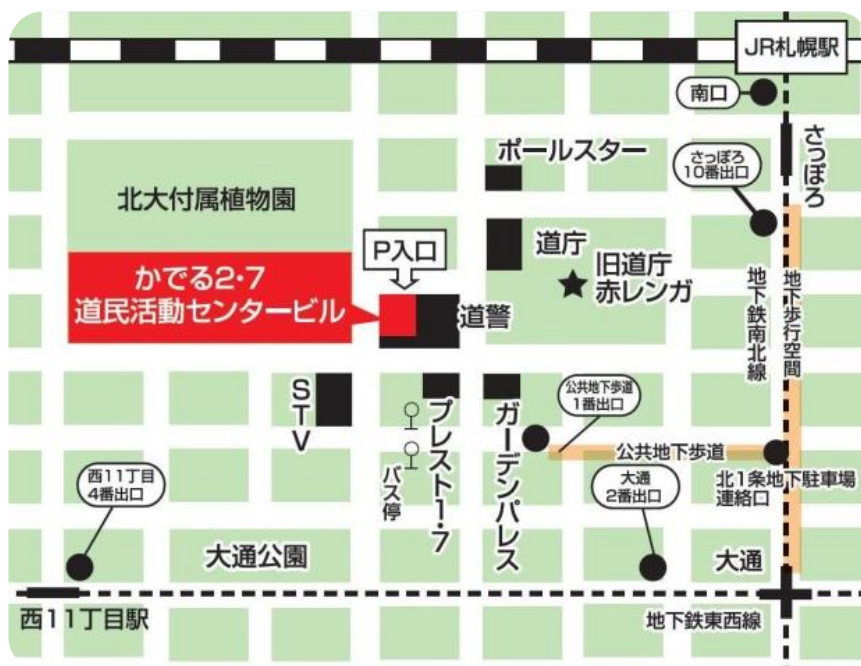 JR札幌駅
南口
さっぽろ
ポールスター
さっぽろ
10番出口
北大付属植物園
P入口
道庁
旧道庁
赤レンガ
かでる2・7
道民活動センタービル
道警
地下鉄南北線
地下歩行空間
STV
バス停
プレスト1・7
ガーデンパレス
公共地下歩道
1番出口
公共地下歩道
北1条地下駐車場
連絡口
西11丁目
4番出口
大通
2番出口
大通公園
大通
西11丁目駅
地下鉄東西線